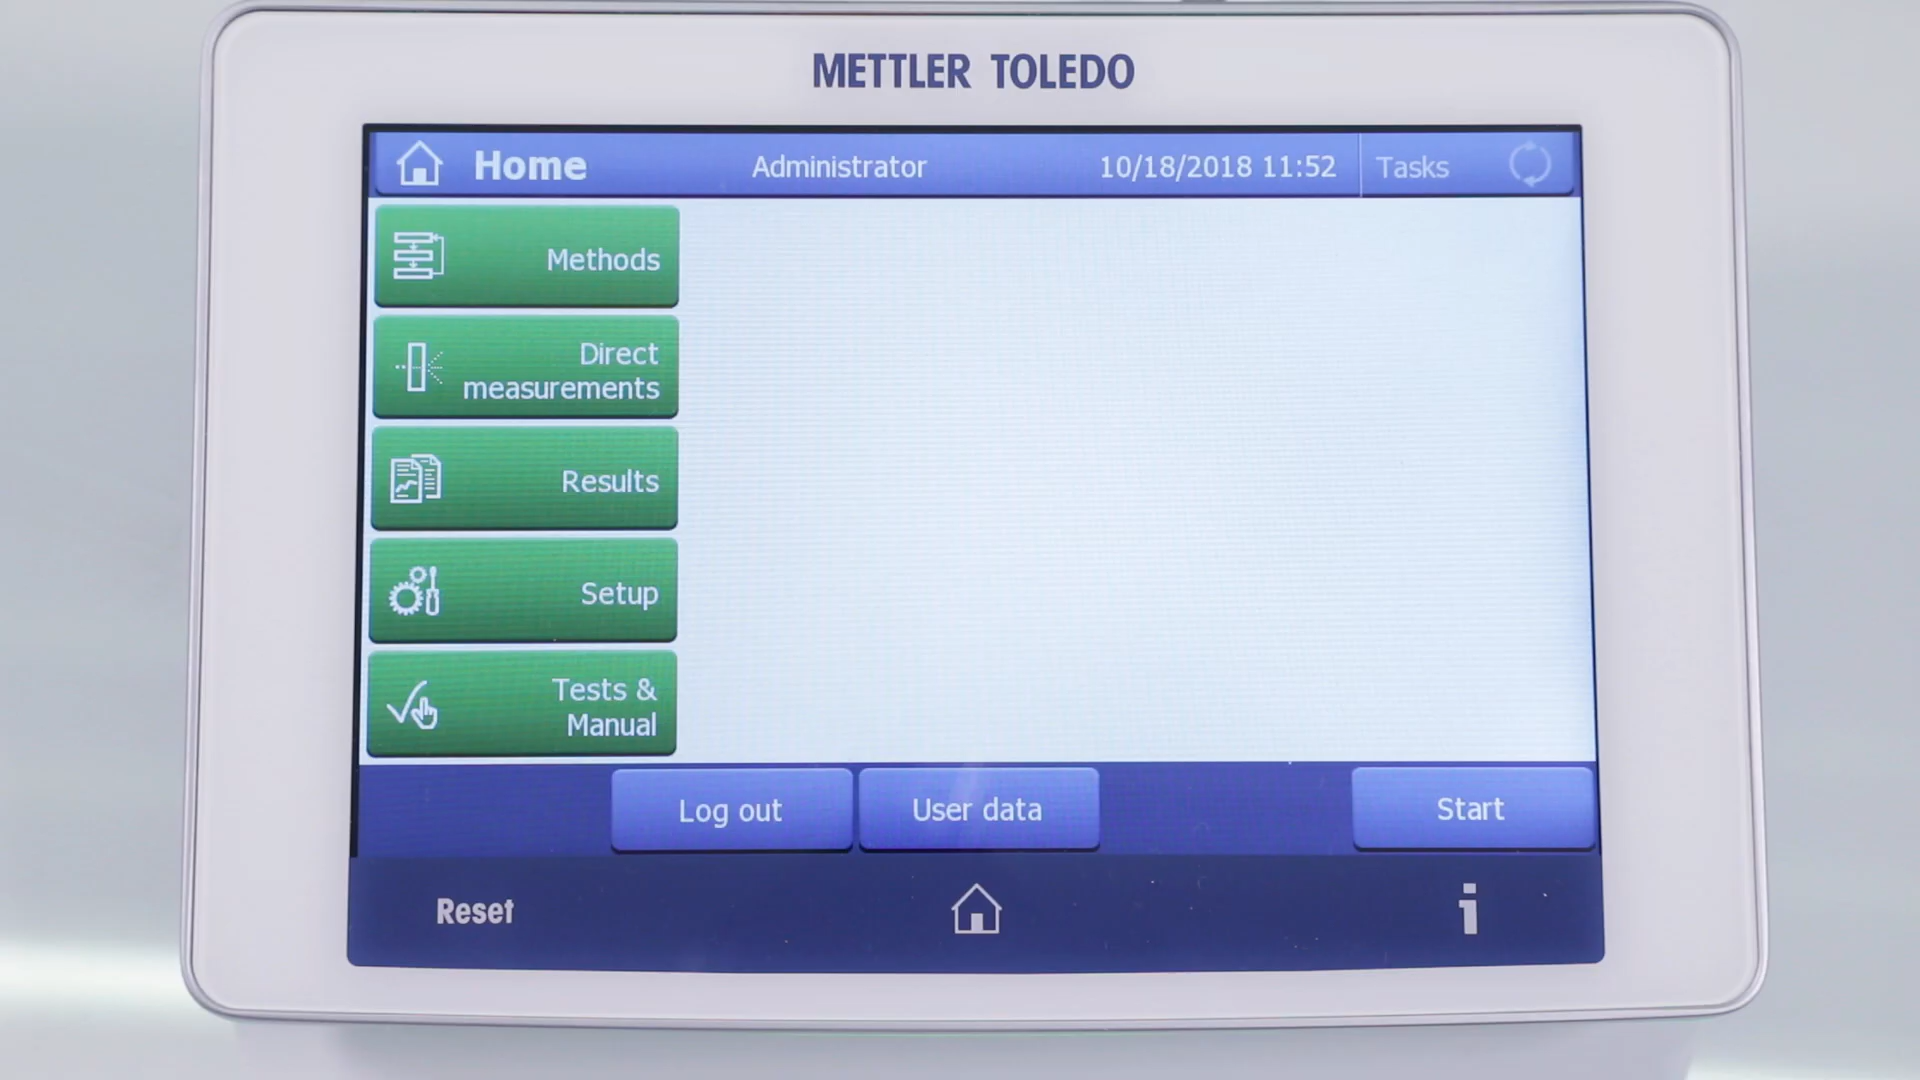 METTLER TOLEDO
Home Administrator 10/18/2018 11:52 Tasks
Methods
Direct
measurements
Results
Setup
Tests &
Manual
Log out User data Start
Reset i